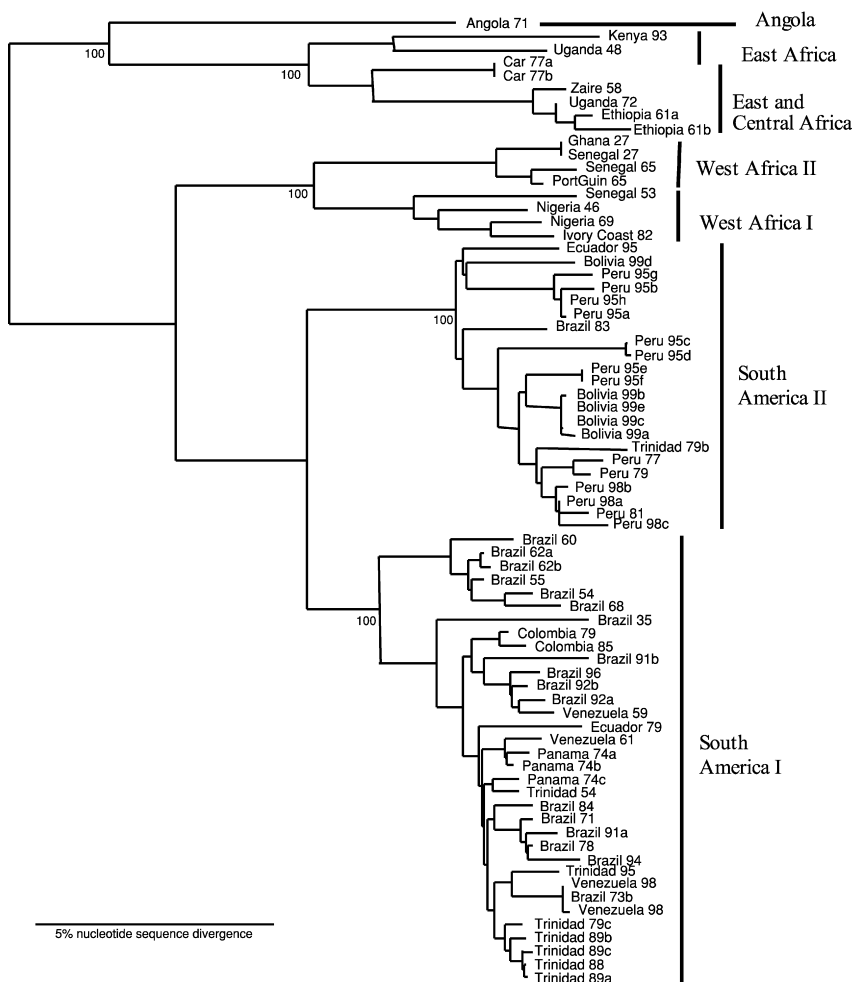 Angola 71
Angola
Kenya 93
Uganda 48
East Africa
100
100
Car 77a
Car 77b
Zaire 58
Uganda 72
Ethiopia 61a
Ethiopia 61b
East and
Central Africa
Ghana 27
Senegal 27
Senegal 65
PortGuin 65
West Africa II
100
Senegal 53
Nigeria 46
Nigeria 69
Ivory Coast 82
West Africa I
Ecuador 95
Bolivia 99d
Peru 95g
Peru 95b
Peru 95h
Peru 95a
100
Brazil 83
Peru 95c
Peru 95d
Peru 95e
Peru 95f
Bolivia 99b
Bolivia 99e
Bolivia 99c
Bolivia 99a
South
America II
Trinidad 79b
Peru 77
Peru 79
Peru 98b
Peru 98a
Peru 81
Peru 98c
Brazil 60
Brazil 62a
Brazil 62b
Brazil 55
Brazil 54
Brazil 68
100
Brazil 35
Colombia 79
Colombia 85
Brazil 91b
Brazil 96
Brazil 92b
Brazil 92a
Venezuela 59
Ecuador 79
Venezuela 61
Panama 74a
Panama 74b
South
America I
Panama 74c
Trinidad 54
Brazil 84
Brazil 71
Brazil 91a
Brazil 78
Brazil 94
Trinidad 95
Venezuela 98
Brazil 73b
Venezuela 98
Trinidad 79c
Trinidad 89b
Trinidad 89c
Trinidad 88
Trinidad 89a
5% nucleotide sequence divergence